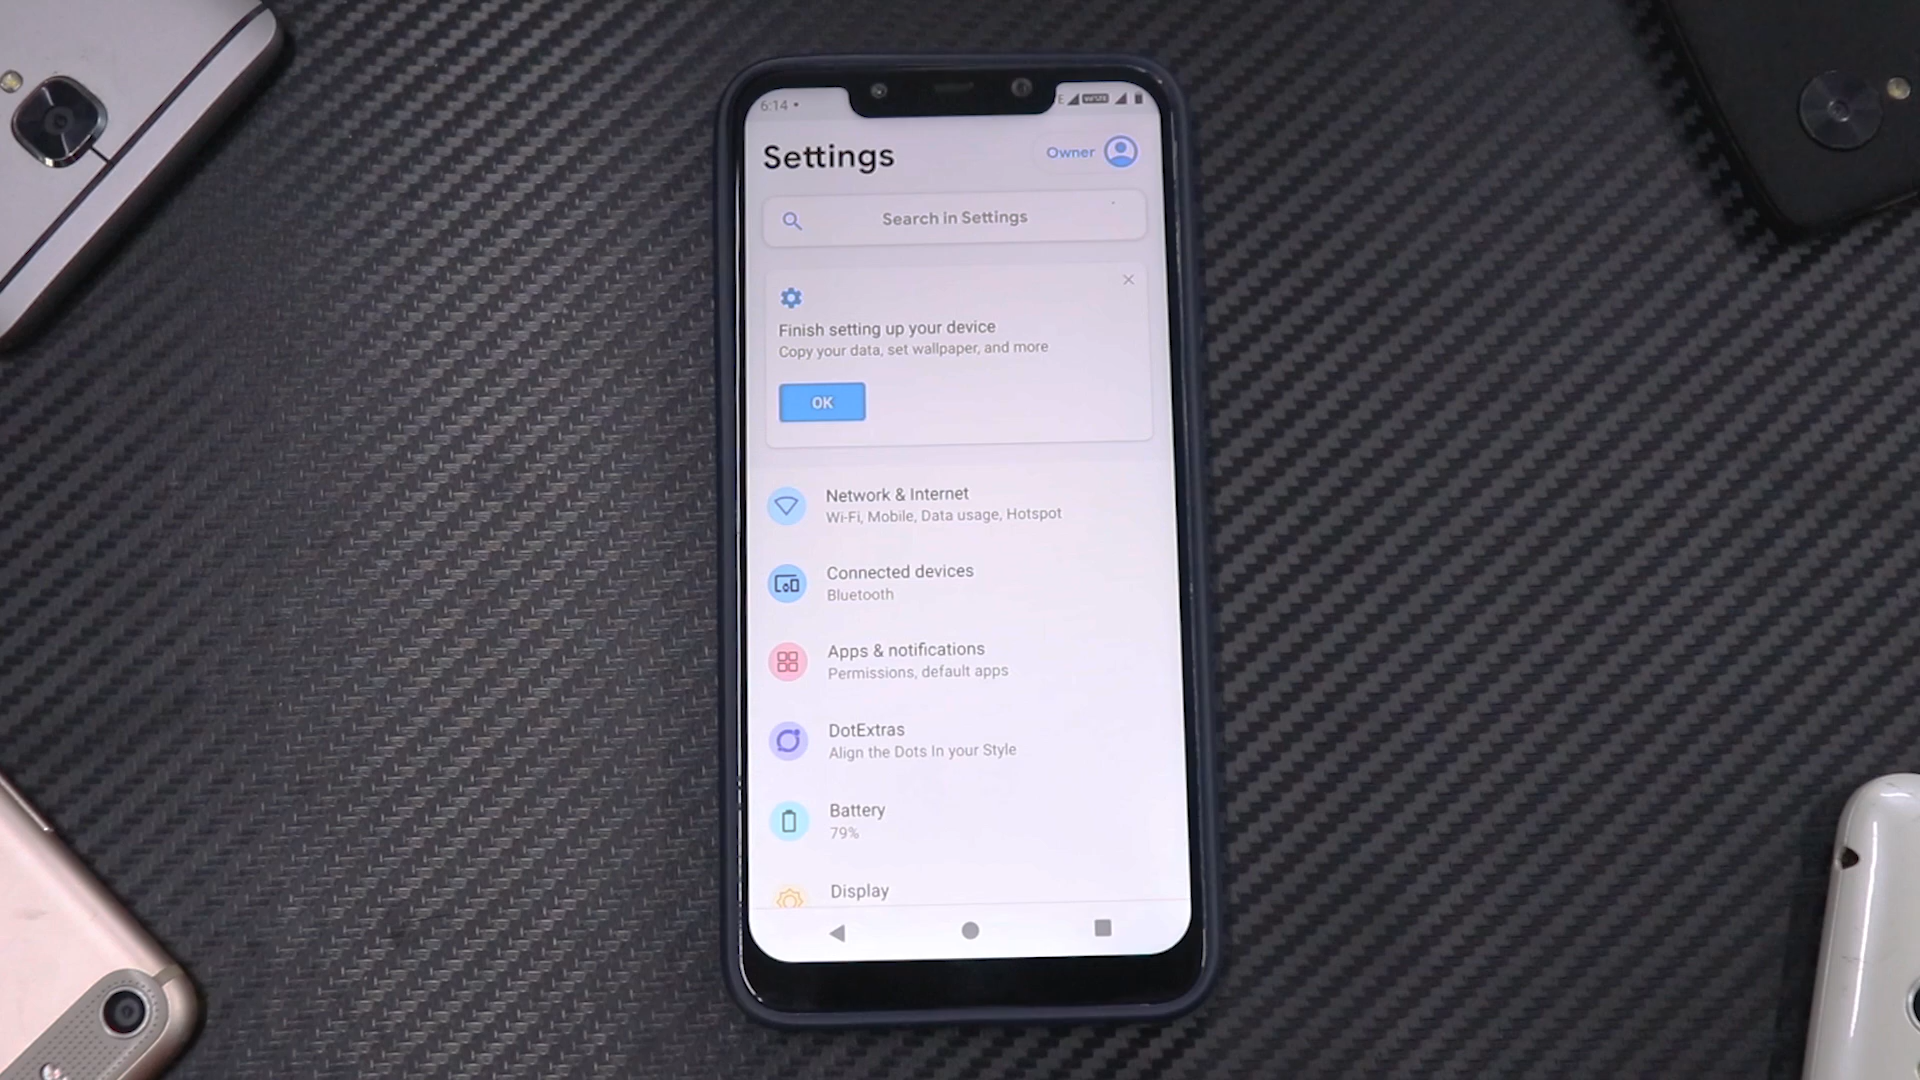 6:14
E VoLTE
Settings
Owner
Search in Settings
Finish setting up your device
Copy your data, set wallpaper, and more
OK
Network & Internet
Wi-Fi, Mobile, Data usage, Hotspot
Connected devices
Bluetooth
Apps & notifications
Permissions, default apps
DotExtras
Align the Dots In your Style
Battery
79%
Display